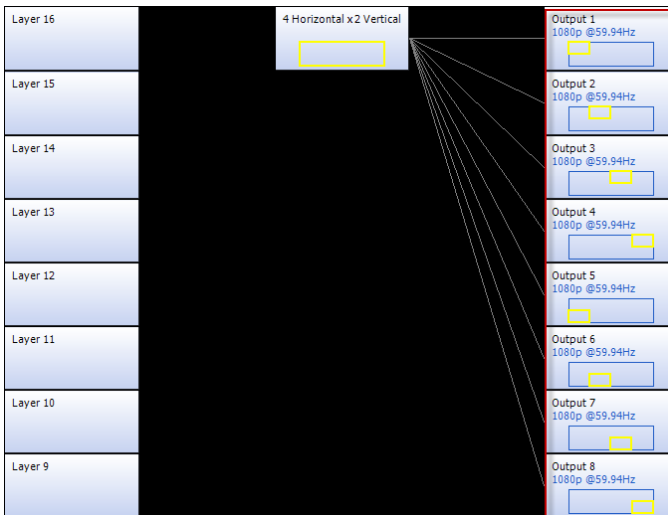 Layer 16
Layer 15
Layer 14
Layer 13
Layer 12
Layer 11
Layer 10
Layer 9
4 Horizontal x2 Vertical
Output 1
1080p @59.94Hz
Output 2
1080p @59.94Hz
Output 3
1080p @59.94Hz
Output 4
1080p @59.94Hz
Output 5
1080p @59.94Hz
Output 6
1080p @59.94Hz
Output 7
1080p @59.94Hz
Output 8
1080p @59.94Hz